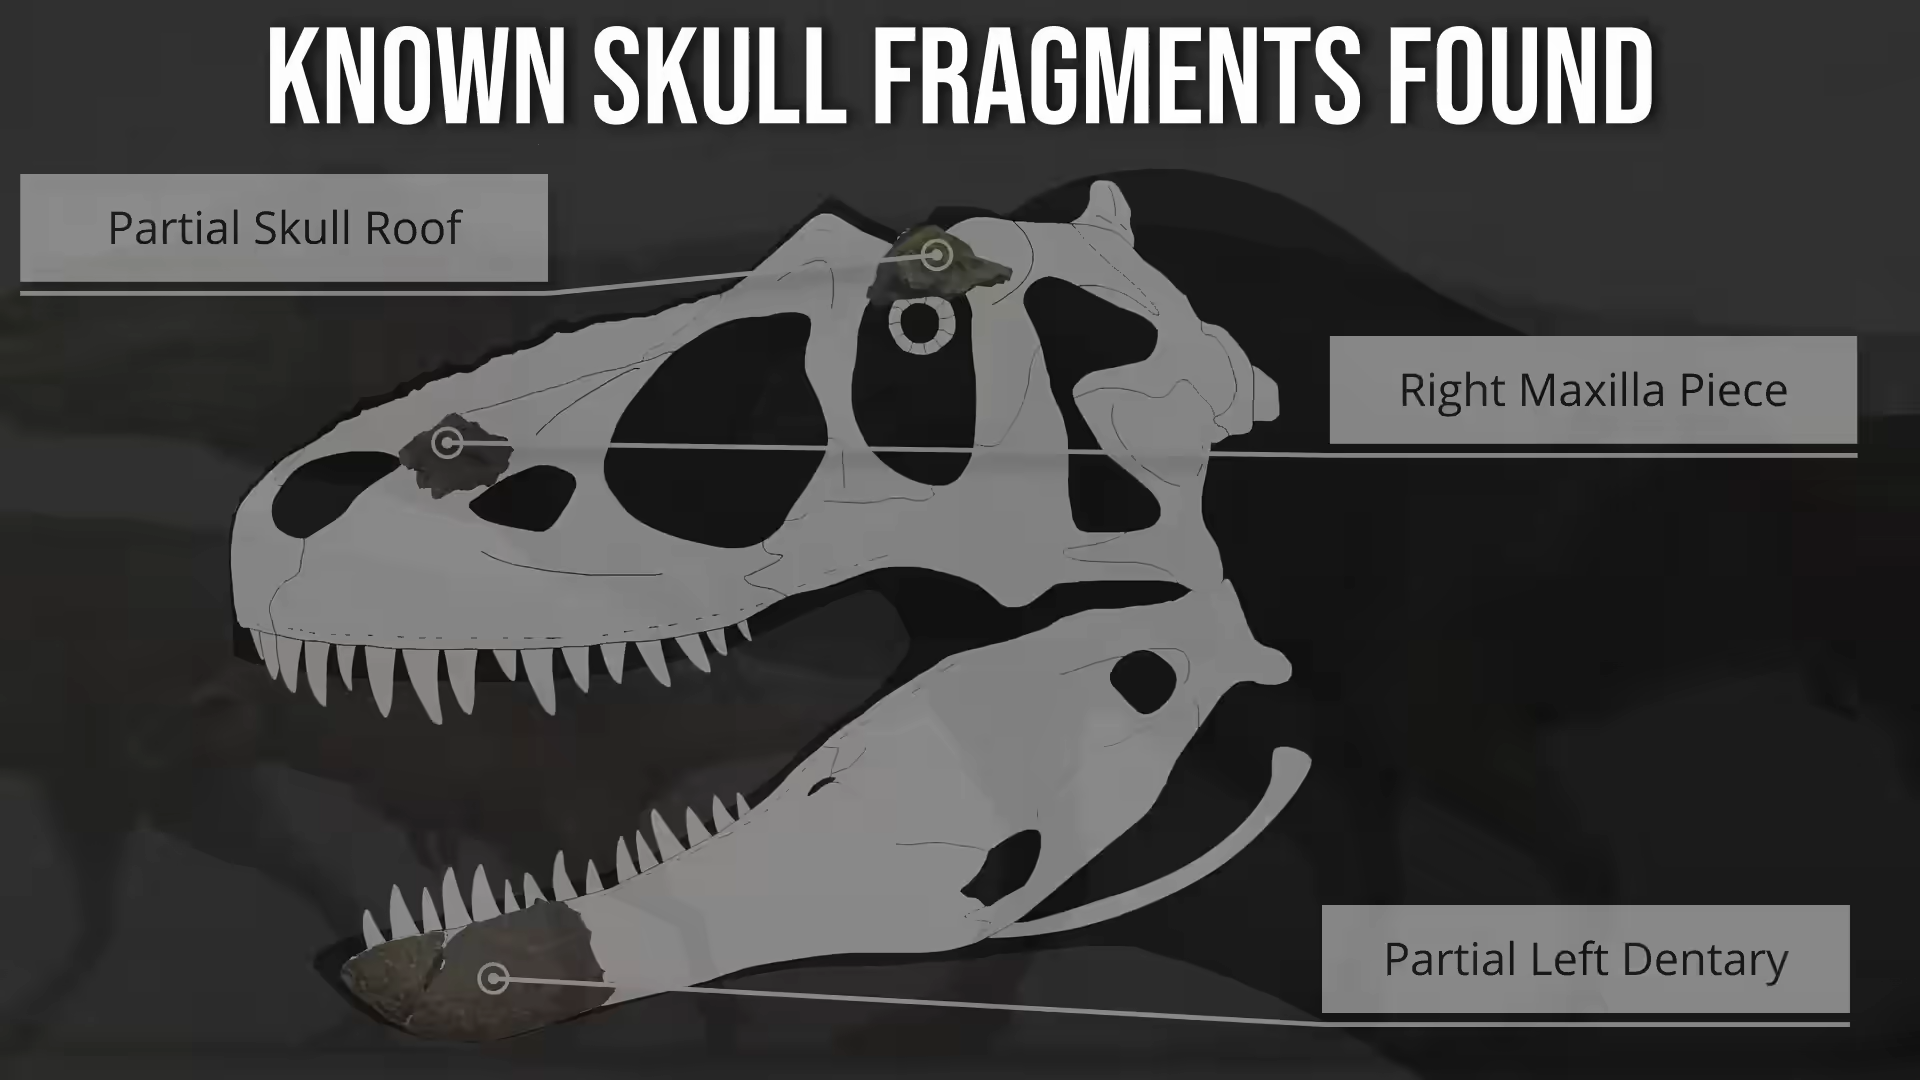 KNOWN SKULL FRAGMENTS FOUND
Partial Skull Roof
Right Maxilla Piece
Partial Left Dentary